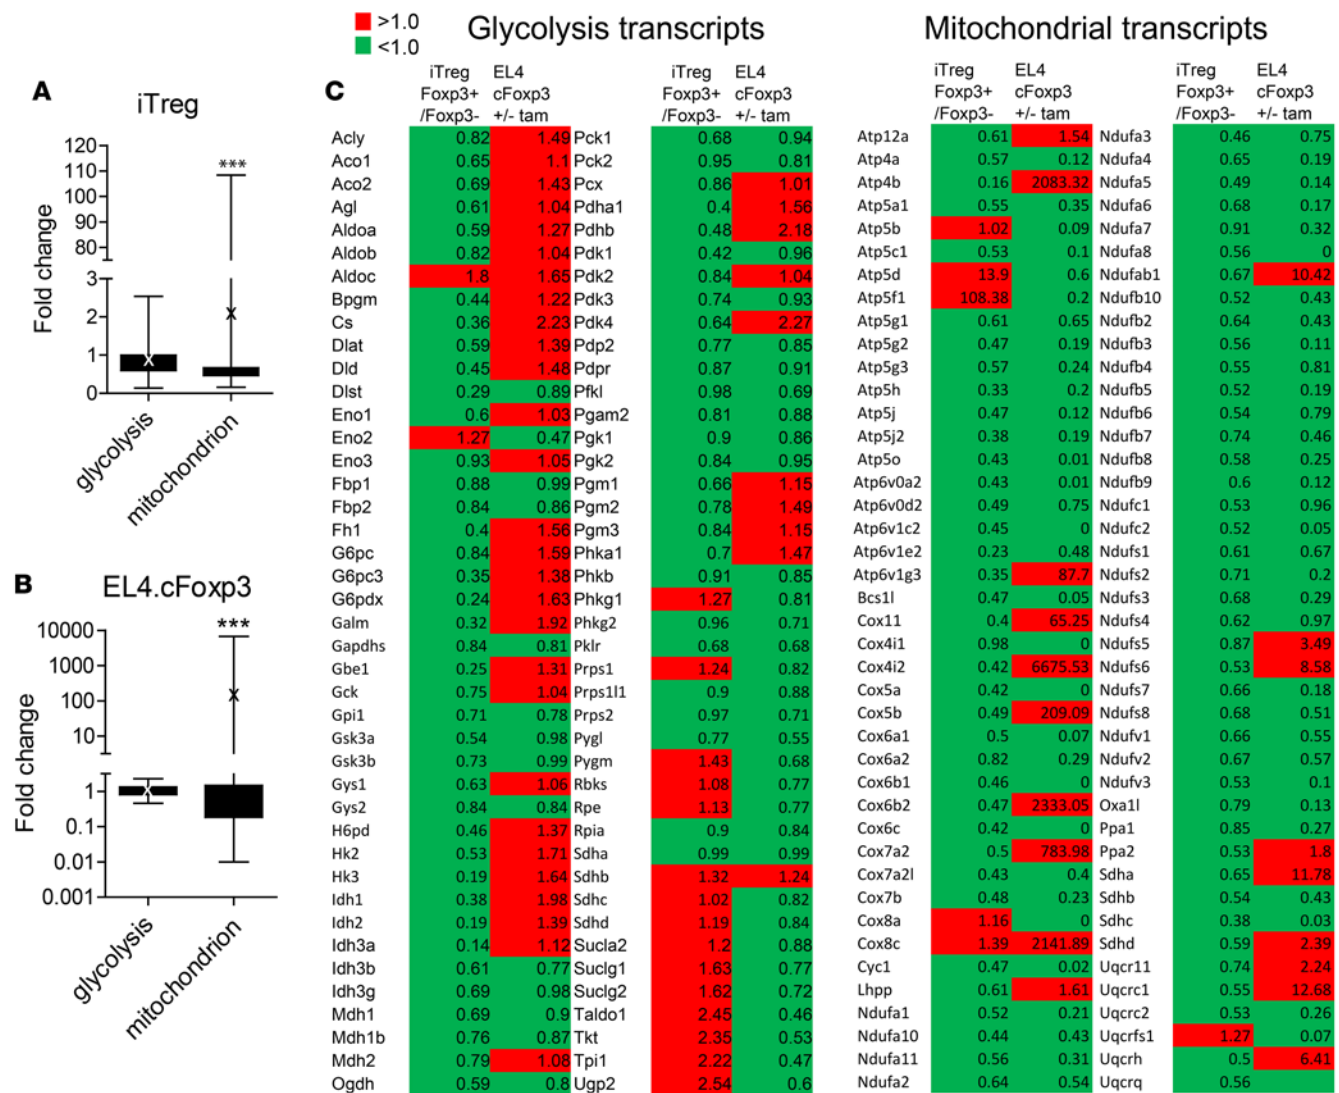 >1.0
<1.0
Glycolysis transcripts
Mitochondrial transcripts
A
iTreg
120
110
100
90
80
3
2
1
0
Fold change
***
x
x
glycolysis
mitochondrion
B
EL4.cFoxp3
10000
1000
100
10
1
0.1
0.01
0.001
Fold change
***
x
x
glycolysis
mitochondrion
C
iTreg EL4 iTreg EL4
Foxp3+ cFoxp3 Foxp3+ cFoxp3
/Foxp3- +/- tam /Foxp3- +/- tam
Acly 0.82 1.49 Pck1 0.68 0.94
Aco1 0.65 1.1 Pck2 0.95 0.81
Aco2 0.69 1.43 Pcx 0.86 1.01
Agl 0.61 1.04 Pdha1 0.4 1.56
Aldoa 0.59 1.27 Pdhb 0.48 2.18
Aldob 0.82 1.04 Pdk1 0.42 0.96
Aldoc 1.8 1.65 Pdk2 0.84 1.04
Bpgm 0.44 1.22 Pdk3 0.74 0.93
Cs 0.36 2.23 Pdk4 0.64 2.27
Dlat 0.59 1.39 Pdp2 0.77 0.85
Dld 0.45 1.48 Pdpr 0.87 0.91
Dlst 0.29 0.89 Pfkl 0.98 0.69
Eno1 0.6 1.03 Pgam2 0.81 0.88
Eno2 1.27 0.47 Pgk1 0.9 0.86
Eno3 0.93 1.05 Pgk2 0.84 0.95
Fbp1 0.88 0.99 Pgm1 0.66 1.15
Fbp2 0.84 0.86 Pgm2 0.78 1.49
Fh1 0.4 1.56 Pgm3 0.84 1.15
G6pc 0.84 1.59 Phka1 0.7 1.47
G6pc3 0.35 1.38 Phkb 0.91 0.85
G6pdx 0.24 1.63 Phkg1 1.27 0.81
Galm 0.32 1.92 Phkg2 0.96 0.71
Gapdhs 0.84 0.81 Pklr 0.68 0.68
Gbe1 0.25 1.31 Prps1 1.24 0.82
Gck 0.75 1.04 Prps1l1 0.9 0.88
Gpi1 0.71 0.78 Prps2 0.97 0.71
Gsk3a 0.54 0.98 Pygl 0.77 0.55
Gsk3b 0.73 0.99 Pygm 1.43 0.68
Gys1 0.63 1.06 Rbks 1.08 0.77
Gys2 0.84 0.84 Rpe 1.13 0.77
H6pd 0.46 1.37 Rpia 0.9 0.84
Hk2 0.53 1.71 Sdha 0.99 0.99
Hk3 0.19 1.64 Sdhb 1.32 1.24
Idh1 0.38 1.98 Sdhc 1.02 0.82
Idh2 0.19 1.39 Sdhd 1.19 0.84
Idh3a 0.14 1.12 Sucla2 1.2 0.88
Idh3b 0.61 0.77 Suclg1 1.63 0.77
Idh3g 0.69 0.98 Suclg2 1.62 0.72
Mdh1 0.69 0.9 Taldo1 2.45 0.46
Mdh1b 0.76 0.87 Tkt 2.35 0.53
Mdh2 0.79 1.08 Tpi1 2.22 0.47
Ogdh 0.59 0.8 Ugp2 2.54 0.6
iTreg EL4 iTreg EL4
Foxp3+ cFoxp3 Foxp3+ cFoxp3
/Foxp3- +/- tam /Foxp3- +/- tam
Atp12a 0.61 1.54 Ndufa3 0.46 0.75
Atp4a 0.57 0.12 Ndufa4 0.65 0.19
Atp4b 0.16 2083.32 Ndufa5 0.49 0.14
Atp5a1 0.55 0.35 Ndufa6 0.68 0.17
Atp5b 1.02 0.09 Ndufa7 0.91 0.32
Atp5c1 0.53 0.1 Ndufa8 0.56 0
Atp5d 13.9 0.6 Ndufab1 0.67 10.42
Atp5f1 108.38 0.2 Ndufb10 0.52 0.43
Atp5g1 0.61 0.65 Ndufb2 0.64 0.43
Atp5g2 0.47 0.19 Ndufb3 0.56 0.11
Atp5g3 0.57 0.24 Ndufb4 0.55 0.81
Atp5h 0.33 0.2 Ndufb5 0.52 0.19
Atp5j 0.47 0.12 Ndufb6 0.54 0.79
Atp5j2 0.38 0.19 Ndufb7 0.74 0.46
Atp5o 0.43 0.01 Ndufb8 0.58 0.25
Atp6v0a2 0.43 0.01 Ndufb9 0.6 0.12
Atp6v0d2 0.49 0.75 Ndufc1 0.53 0.96
Atp6v1c2 0.45 0 Ndufc2 0.52 0.05
Atp6v1e2 0.23 0.48 Ndufs1 0.61 0.67
Atp6v1g3 0.35 87.7 Ndufs2 0.71 0.2
Bcs1l 0.47 0.05 Ndufs3 0.68 0.29
Cox11 0.4 65.25 Ndufs4 0.62 0.97
Cox4i1 0.98 0 Ndufs5 0.87 3.49
Cox4i2 0.42 6675.53 Ndufs6 0.53 8.58
Cox5a 0.42 0 Ndufs7 0.66 0.18
Cox5b 0.49 209.09 Ndufs8 0.68 0.51
Cox6a1 0.5 0.07 Ndufv1 0.66 0.55
Cox6a2 0.82 0.29 Ndufv2 0.67 0.57
Cox6b1 0.46 0 Ndufv3 0.53 0.1
Cox6b2 0.47 2333.05 Oxa1l 0.79 0.13
Cox6c 0.42 0 Ppa1 0.85 0.27
Cox7a2 0.5 783.98 Ppa2 0.53 1.8
Cox7a2l 0.43 0.4 Sdha 0.65 11.78
Cox7b 0.48 0.23 Sdhb 0.54 0.43
Cox8a 1.16 0 Sdhc 0.38 0.03
Cox8c 1.39 2141.89 Sdhd 0.59 2.39
Cyc1 0.47 0.02 Uqcr11 0.74 2.24
Lhpp 0.61 1.61 Uqcrc1 0.55 12.68
Ndufa1 0.52 0.21 Uqcrc2 0.53 0.26
Ndufa10 0.44 0.43 Uqcrfs1 1.27 0.07
Ndufa11 0.56 0.31 Uqcrh 0.5 6.41
Ndufa2 0.64 0.54 Uqcrq 0.56